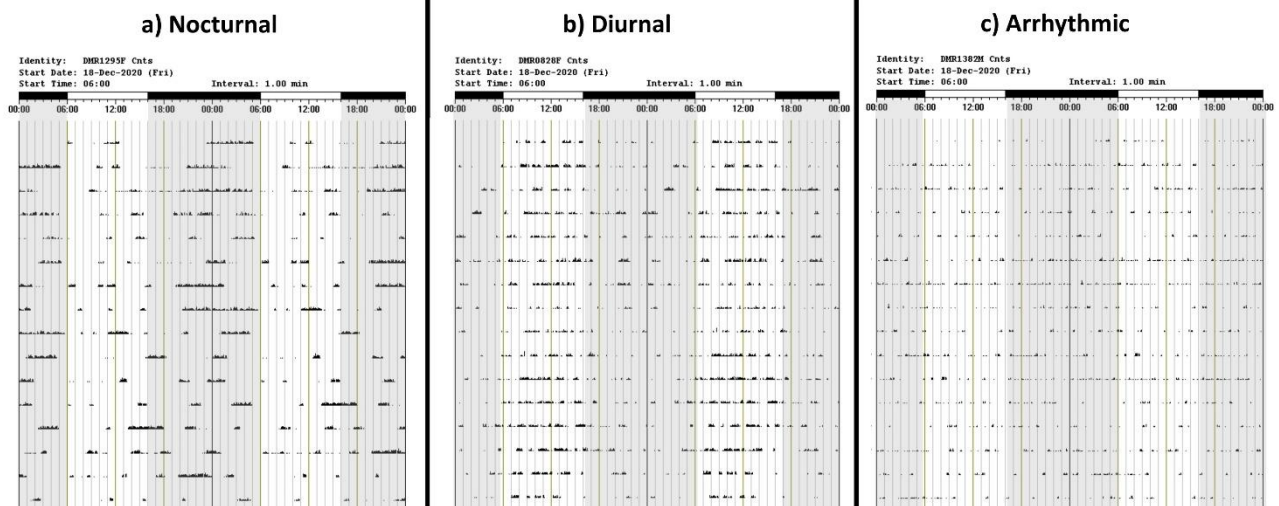 a) Nocturnal
Identity: DMR1295F Cnts
Start Date: 18-Dec-2020 (Fri)
Start Time: 06:00 Interval: 1.00 min
00:00 06:00 12:00 18:00 00:00 06:00 12:00 18:00 00:00
b) Diurnal
Identity: DMR0828F Cnts
Start Date: 18-Dec-2020 (Fri)
Start Time: 06:00 Interval: 1.00 min
00:00 06:00 12:00 18:00 00:00 06:00 12:00 18:00 00:00
c) Arrhythmic
Identity: DMR1382M Cnts
Start Date: 18-Dec-2020 (Fri)
Start Time: 06:00 Interval: 1.00 min
00:00 06:00 12:00 18:00 00:00 06:00 12:00 18:00 00:00